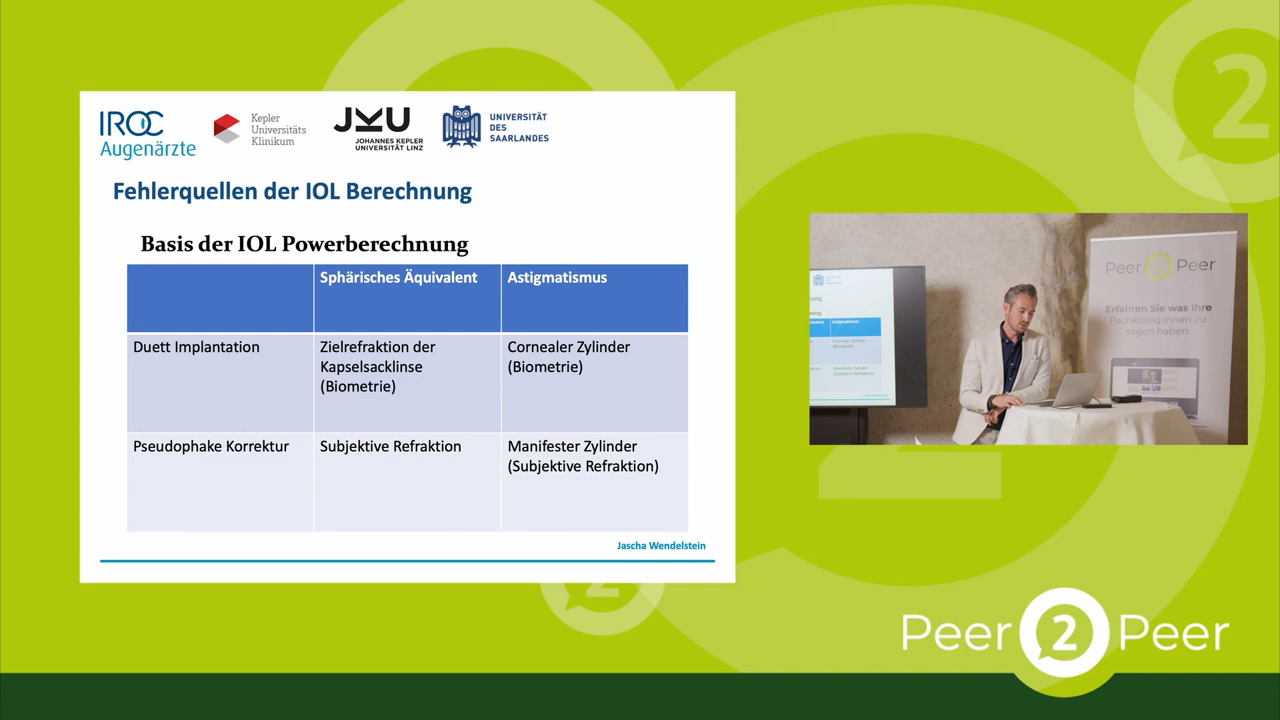 IROC
Augenärzte
Kepler
Universitäts
Klinikum
JKU
JOHANNES KEPLER
UNIVERSITÄT LINZ
UNIVERSITÄT
DES
SAARLANDES
Fehlerquellen der IOL Berechnung
Basis der IOL Powerberechnung
Sphärisches Äquivalent
Astigmatismus
Duett Implantation
Zielrefraktion der
Kapselsacklinse
(Biometrie)
Cornealer Zylinder
(Biometrie)
Pseudophake Korrektur
Subjektive Refraktion
Manifester Zylinder
(Subjektive Refraktion)
Jascha Wendelstein
Peer 2 Peer
Erfahren Sie was Ihre
Fachkolleg:innen zu
sagen haben.
2
2
Peer 2 Peer